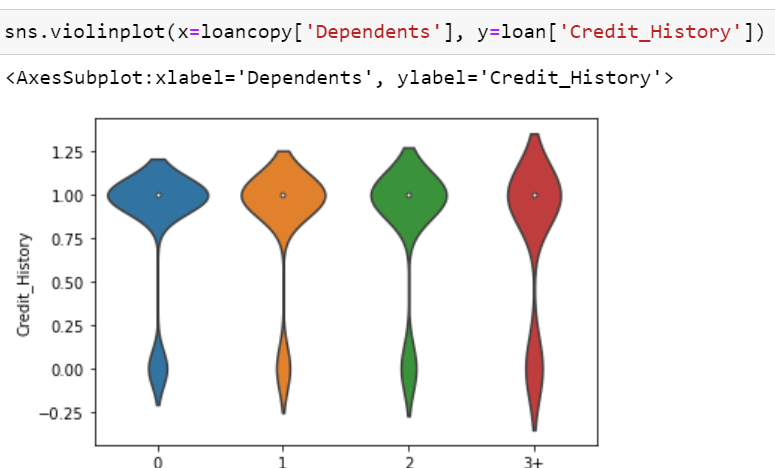 sns.violinplot(x=loancopy['Dependents'], y=loan['Credit_History'])
<AxesSubplot:xlabel='Dependents', ylabel='Credit_History'>
1.25
1.00
0.75
0.50
0.25
0.00
−0.25
Credit_History
0 1 2 3+